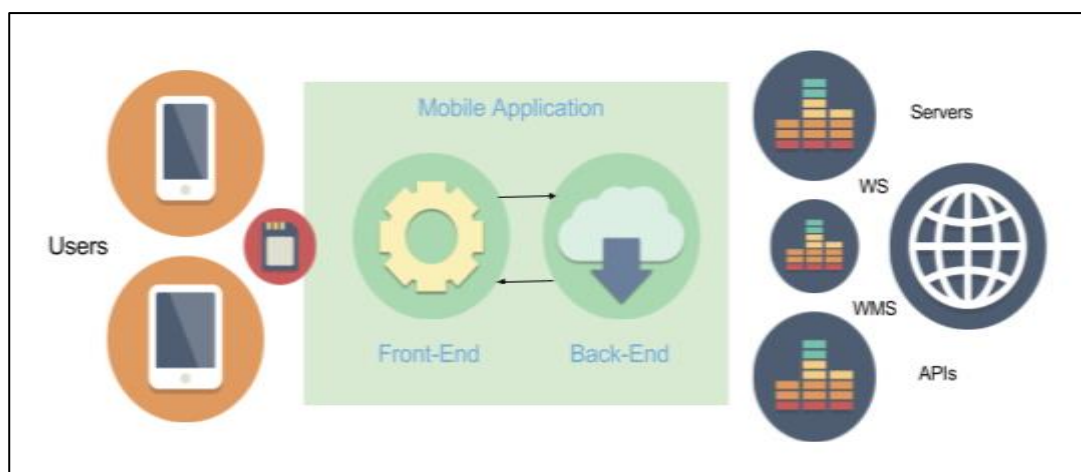 Mobile Application
Servers
WS
Users
WMS
Front-End
Back-End
APIs